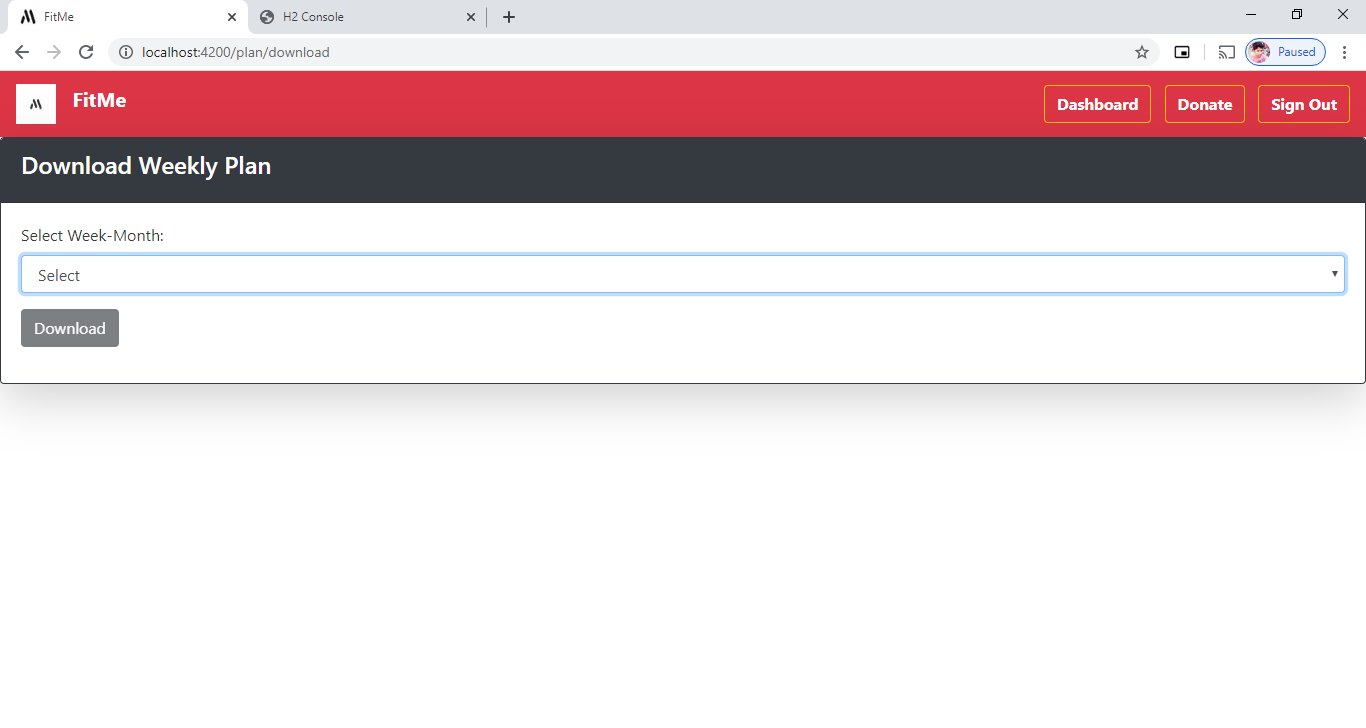 FitMe
H2 Console
localhost:4200/plan/download
Paused
FitMe
Dashboard
Donate
Sign Out
Download Weekly Plan
Select Week-Month:
Select
Download